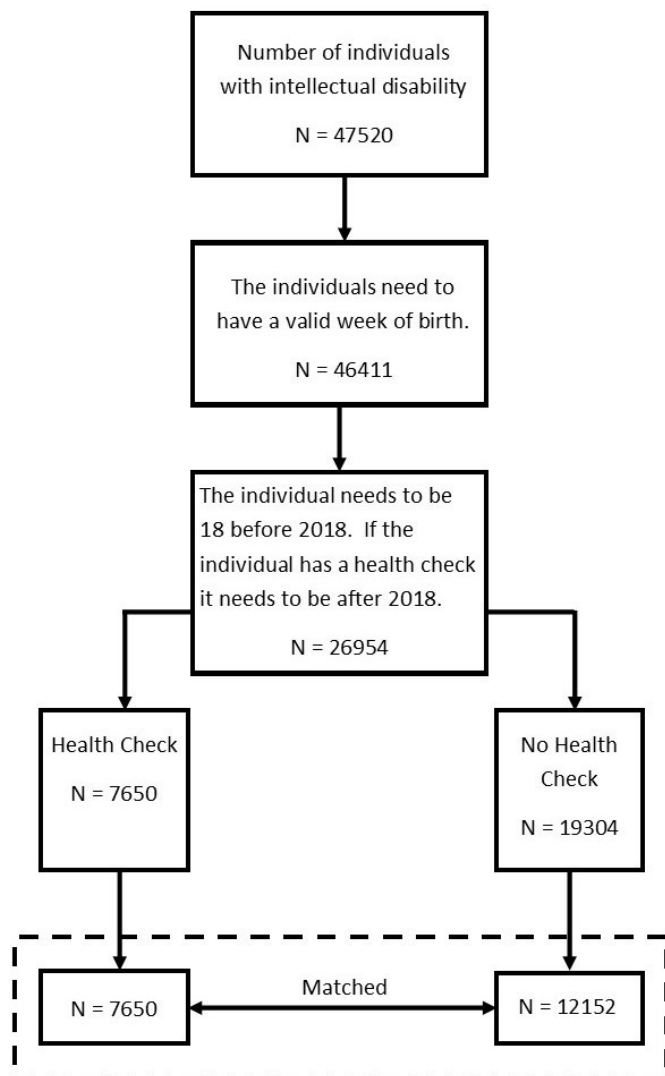 Number of individuals
with intellectual disability
N = 47520
The individuals need to
have a valid week of birth.
N = 46411
The individual needs to be
18 before 2018.  If the
individual has a health check
it needs to be after 2018.
N = 26954
Health Check
N = 7650
No Health
Check
N = 19304
N = 7650
Matched
N = 12152